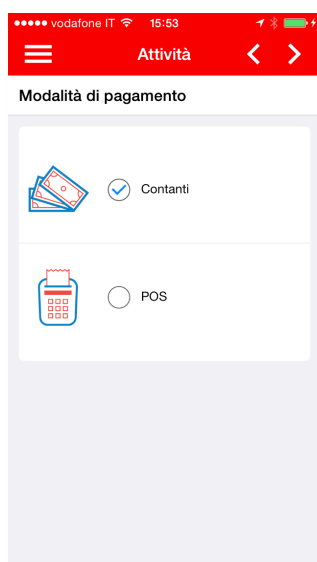 vodafone IT 15:53
Attività
Modalità di pagamento
Contanti
POS